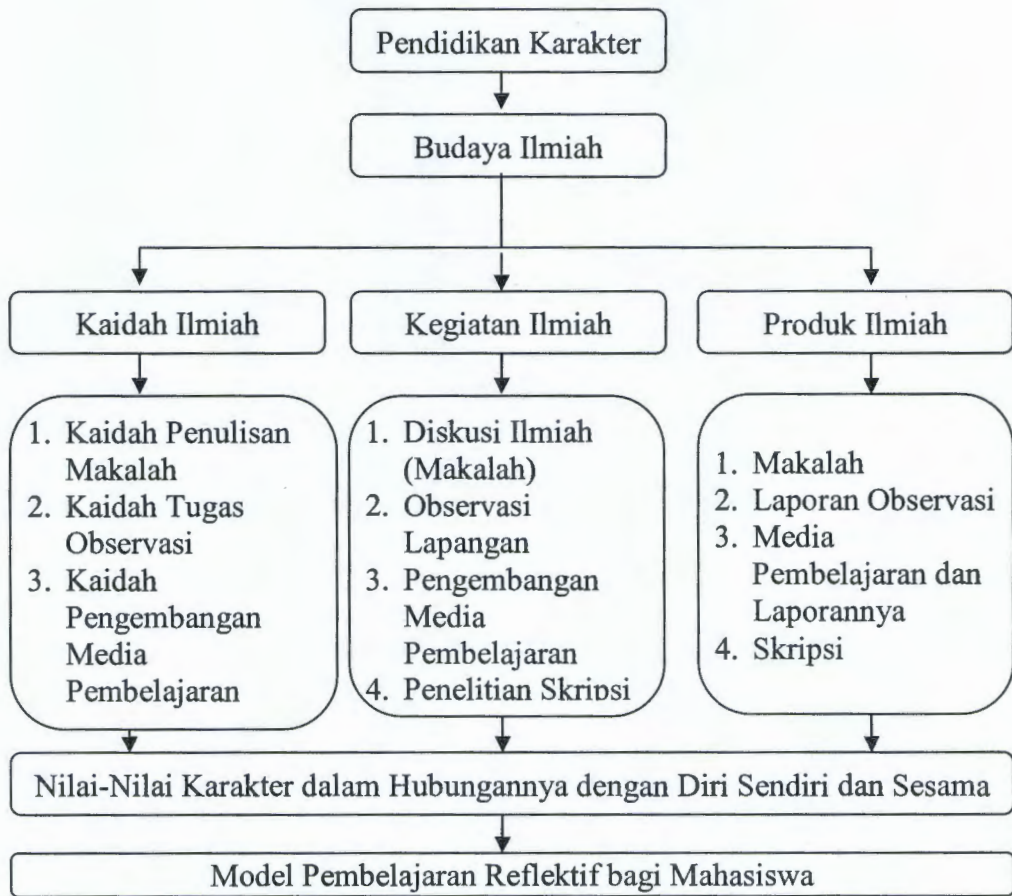 Pendidikan Karakter
Budaya Ilmiah
Kaidah Ilmiah
1. Kaidah Penulisan
Makalah
2. Kaidah Tugas
Observasi
3. Kaidah
Pengembangan
Media
Pembelajaran
Kegiatan Ilmiah
1. Diskusi Ilmiah
(Makalah)
2. Observasi
Lapangan
3. Pengembangan
Media
Pembelajaran
4. Penelitian Skripsi
Produk Ilmiah
1. Makalah
2. Laporan Observasi
3. Media
Pembelajaran dan
Laporannya
4. Skripsi
Nilai-Nilai Karakter dalam Hubungannya dengan Diri Sendiri dan Sesama
Model Pembelajaran Reflektif bagi Mahasiswa